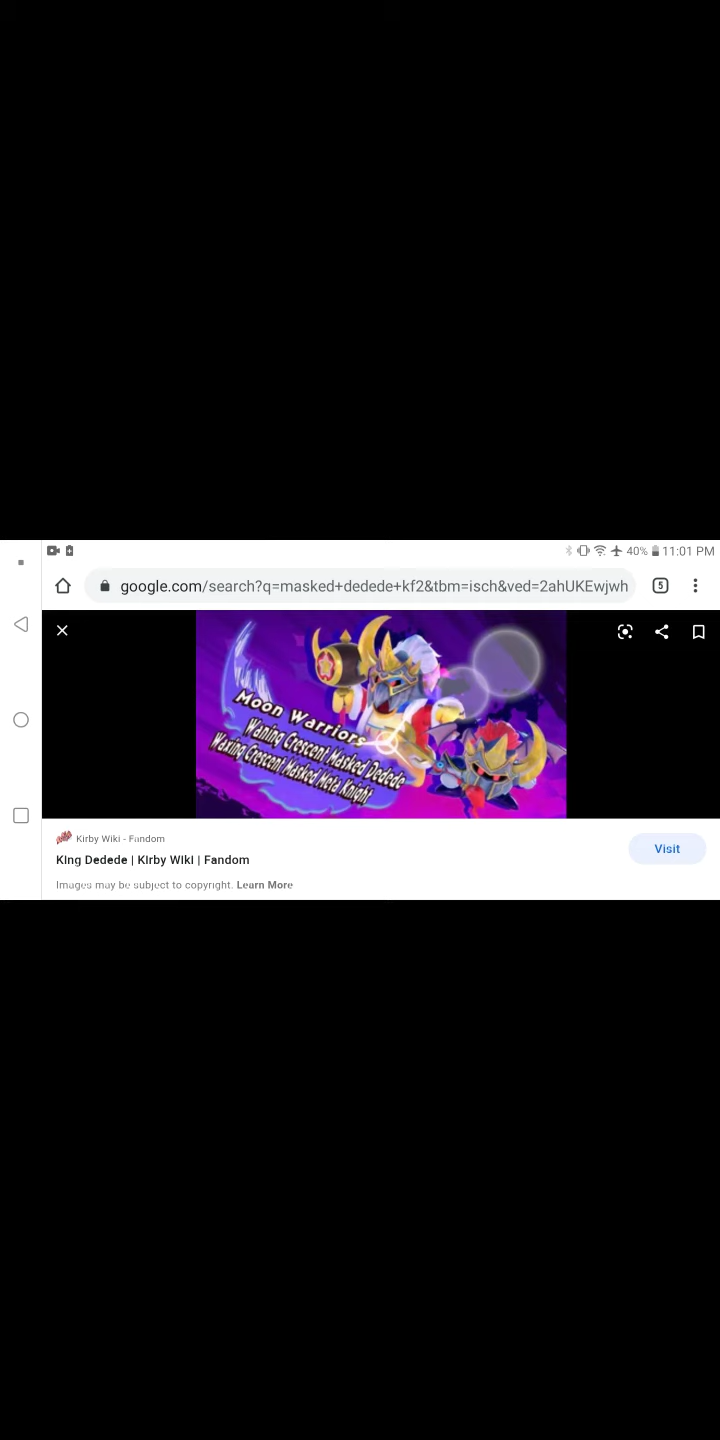 40% 11:01 PM
google.com/search?q=masked+dedede+kf2&tbm=isch&ved=2ahUKEwjwh
5
Moon Warriors
Waning Crescent Masked Dedede
Waxing Crescent Masked Meta Knight
Kirby Wiki - Fandom
King Dedede | Kirby Wiki | Fandom
Visit
Images may be subject to copyright. Learn More